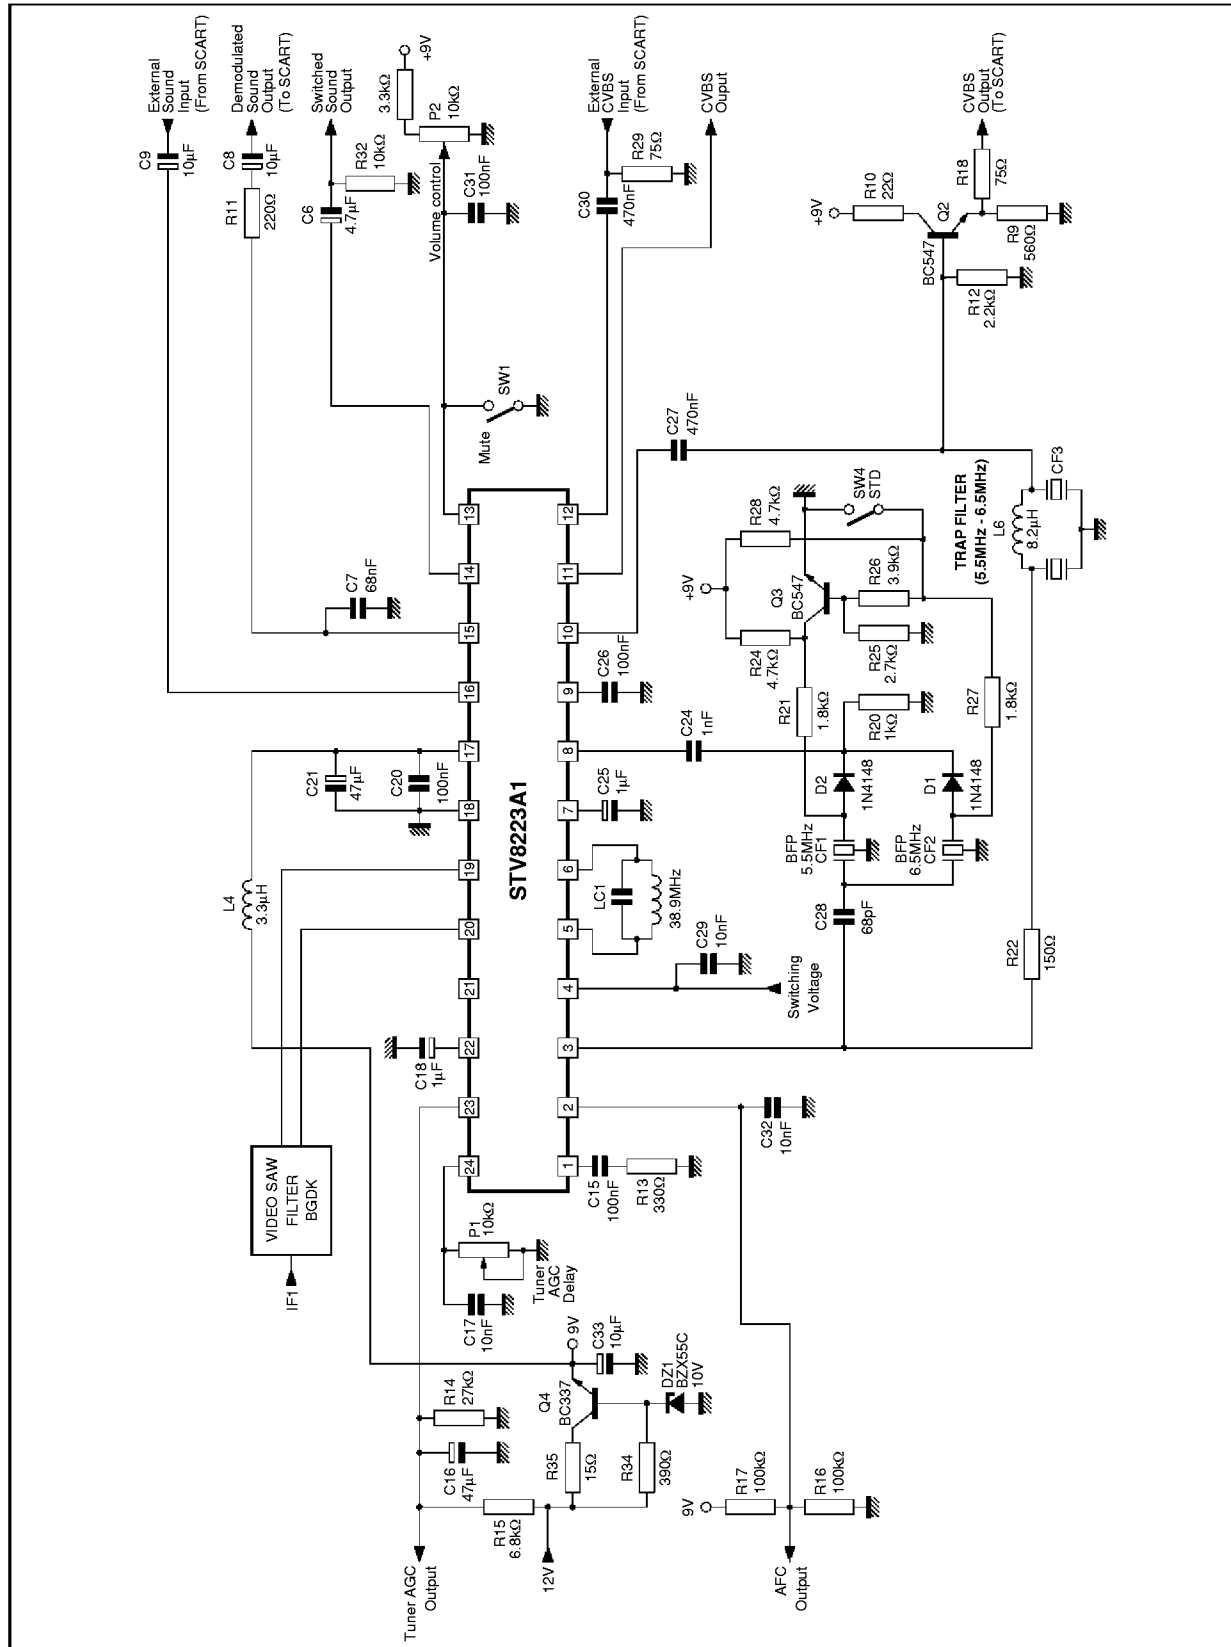 External
Sound
Input
(From SCART)
Demodulated
Sound
Output
(To SCART)
Switched
Sound
Output
+9V
3.3kΩ
P2
10kΩ
External
CVBS
Input
(From SCART)
CVBS
Ouput
CVBS
Output
(To SCART)
C9
10µF
C8
10µF
R11
220Ω
C6
4.7µF
R32
10kΩ
Volume control
C31
100nF
C30
470nF
R29
75Ω
+9V
R10
22Ω
R18
75Ω
Q2
BC547
R9
560Ω
R12
2.2kΩ
Mute
SW1
C27
470nF
C7
68nF
13
14
15
16
17
18
19
20
21
22
23
24
12
11
10
9
8
7
6
5
4
3
2
1
STV8223A1
C26
100nF
C24
1nF
C25
1µF
LC1
38.9MHz
C29
10nF
Switching
Voltage
C21
47µF
C20
100nF
L4
3.3µH
C18
1µF
VIDEO SAW
FILTER
BGDK
IF1
+9V
R28
4.7kΩ
SW4
STD
Q3
BC547
R26
3.9kΩ
R24
4.7kΩ
R25
2.7kΩ
R21
1.8kΩ
R20
1kΩ
R27
1.8kΩ
D2
1N4148
D1
1N4148
BFP
5.5MHz
CF1
BFP
6.5MHz
CF2
C28
68pF
R22
150Ω
TRAP FILTER
(5.5MHz - 6.5MHz)
L6
8.2µH
CF3
C32
10nF
C15
100nF
R13
330Ω
P1
10kΩ
Tuner
AGC
Delay
C17
10nF
9V
C33
10µF
Q4
BC337
DZ1
BZX55C
10V
R14
27kΩ
C16
47µF
R35
15Ω
R34
390Ω
R15
6.8kΩ
12V
Tuner AGC
Output
9V
R17
100kΩ
R16
100kΩ
AFC
Output